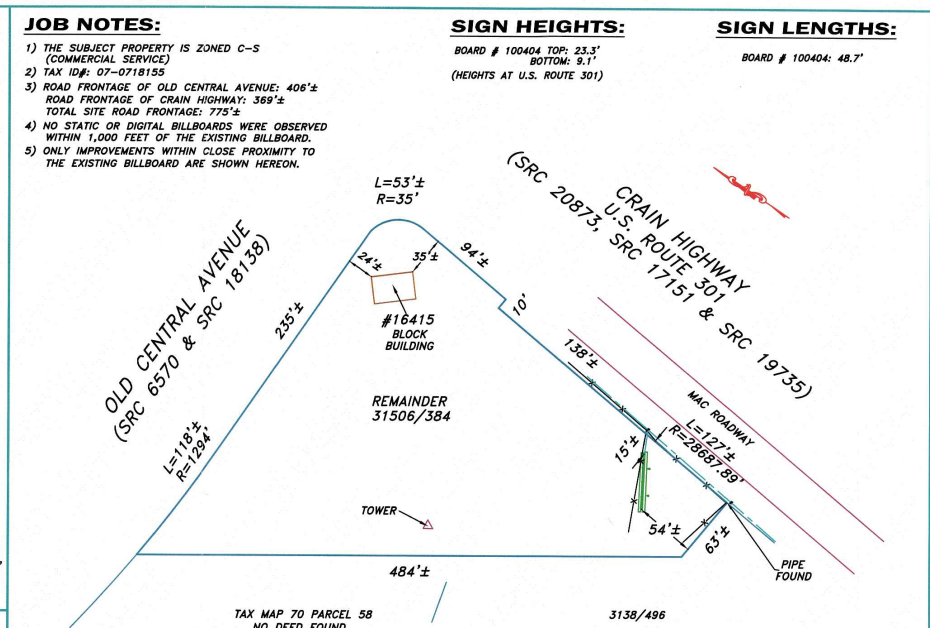 JOB NOTES:
1) THE SUBJECT PROPERTY IS ZONED C-S
(COMMERCIAL SERVICE)
2) TAX ID#: 07-0718155
3) ROAD FRONTAGE OF OLD CENTRAL AVENUE: 406'±
ROAD FRONTAGE OF CRAIN HIGHWAY: 369'±
TOTAL SITE ROAD FRONTAGE: 775'±
4) NO STATIC OR DIGITAL BILLBOARDS WERE OBSERVED
WITHIN 1,000 FEET OF THE EXISTING BILLBOARD.
5) ONLY IMPROVEMENTS WITHIN CLOSE PROXIMITY TO
THE EXISTING BILLBOARD ARE SHOWN HEREON.
SIGN HEIGHTS:
BOARD # 100404 TOP: 23.3'
BOTTOM: 9.1'
(HEIGHTS AT U.S. ROUTE 301)
SIGN LENGTHS:
BOARD # 100404: 48.7'
L=53'±
R=35'
OLD CENTRAL AVENUE
(SRC 6570 & SRC 18138)
235'±
L=118'±
R=1294'
24'±
35'±
94'±
10'
#16415
BLOCK
BUILDING
CRAIN HIGHWAY
U.S. ROUTE 301
(SRC 20873, SRC 17151 & SRC 19735)
138'±
MAC ROADWAY
L=127'±
R=28687.89'
REMAINDER
31506/384
15'±
TOWER
54'±
63'±
PIPE
FOUND
484'±
TAX MAP 70 PARCEL 58
NO DEED FOUND
3138/496